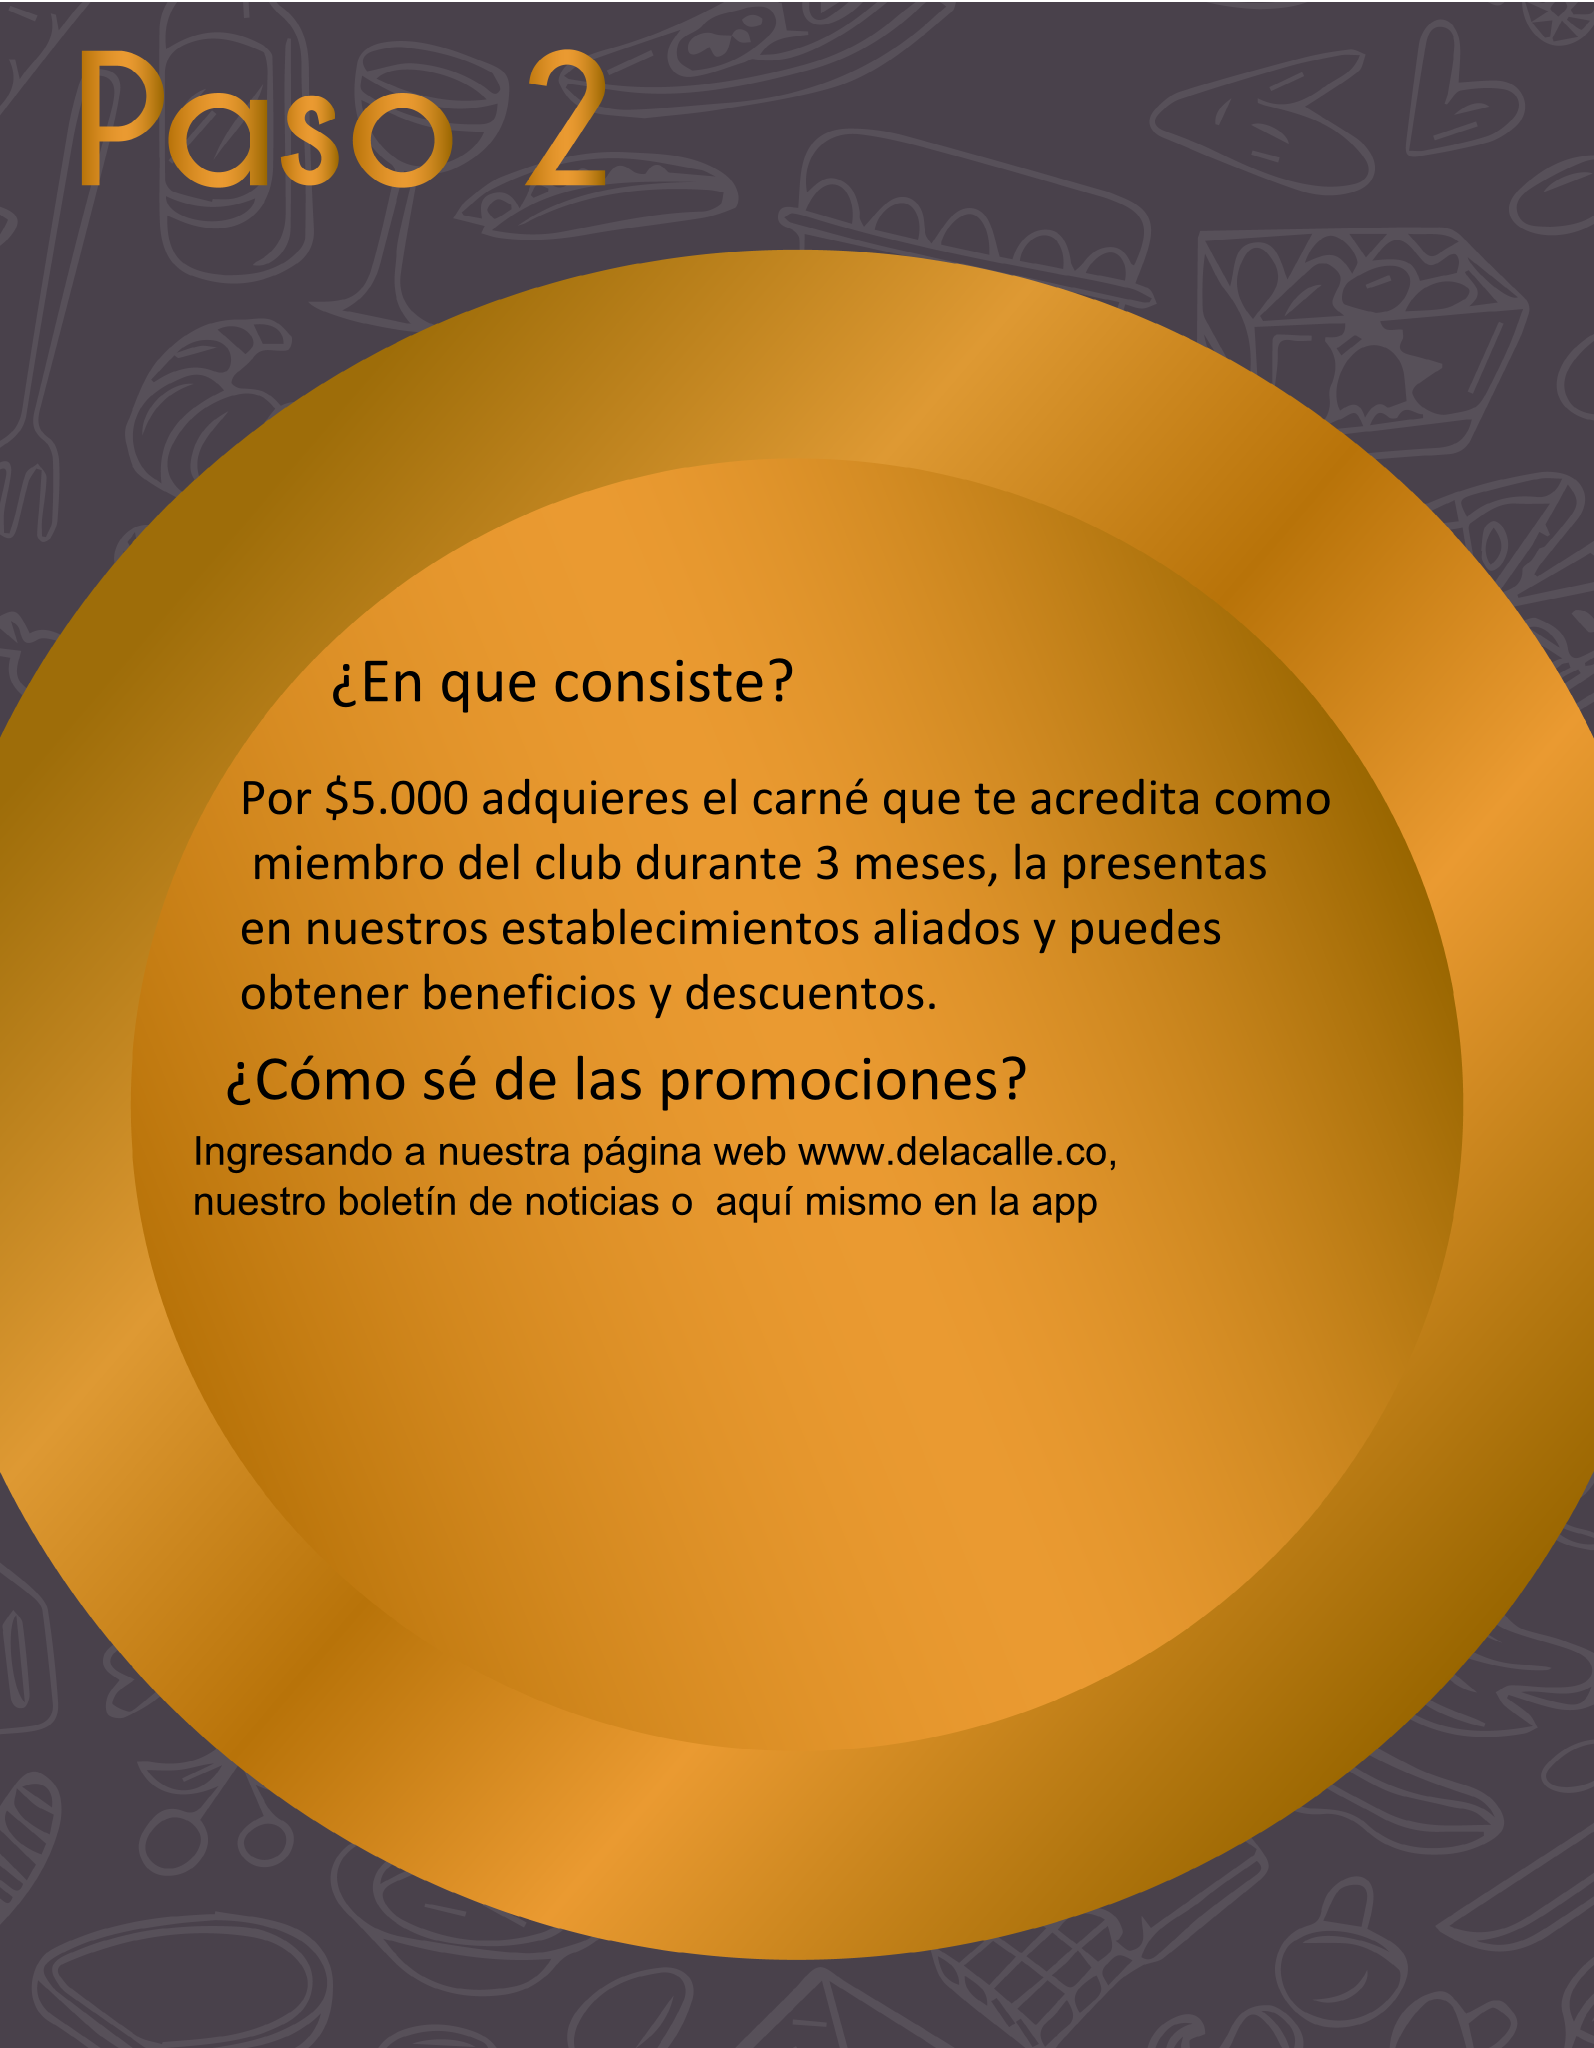 Paso 2
¿En que consiste?
Por $5.000 adquieres el carné que te acredita como
miembro del club durante 3 meses, la presentas
en nuestros establecimientos aliados y puedes
obtener beneficios y descuentos.
¿Cómo sé de las promociones?
Ingresando a nuestra página web www.delacalle.co,
nuestro boletín de noticias o  aquí mismo en la app